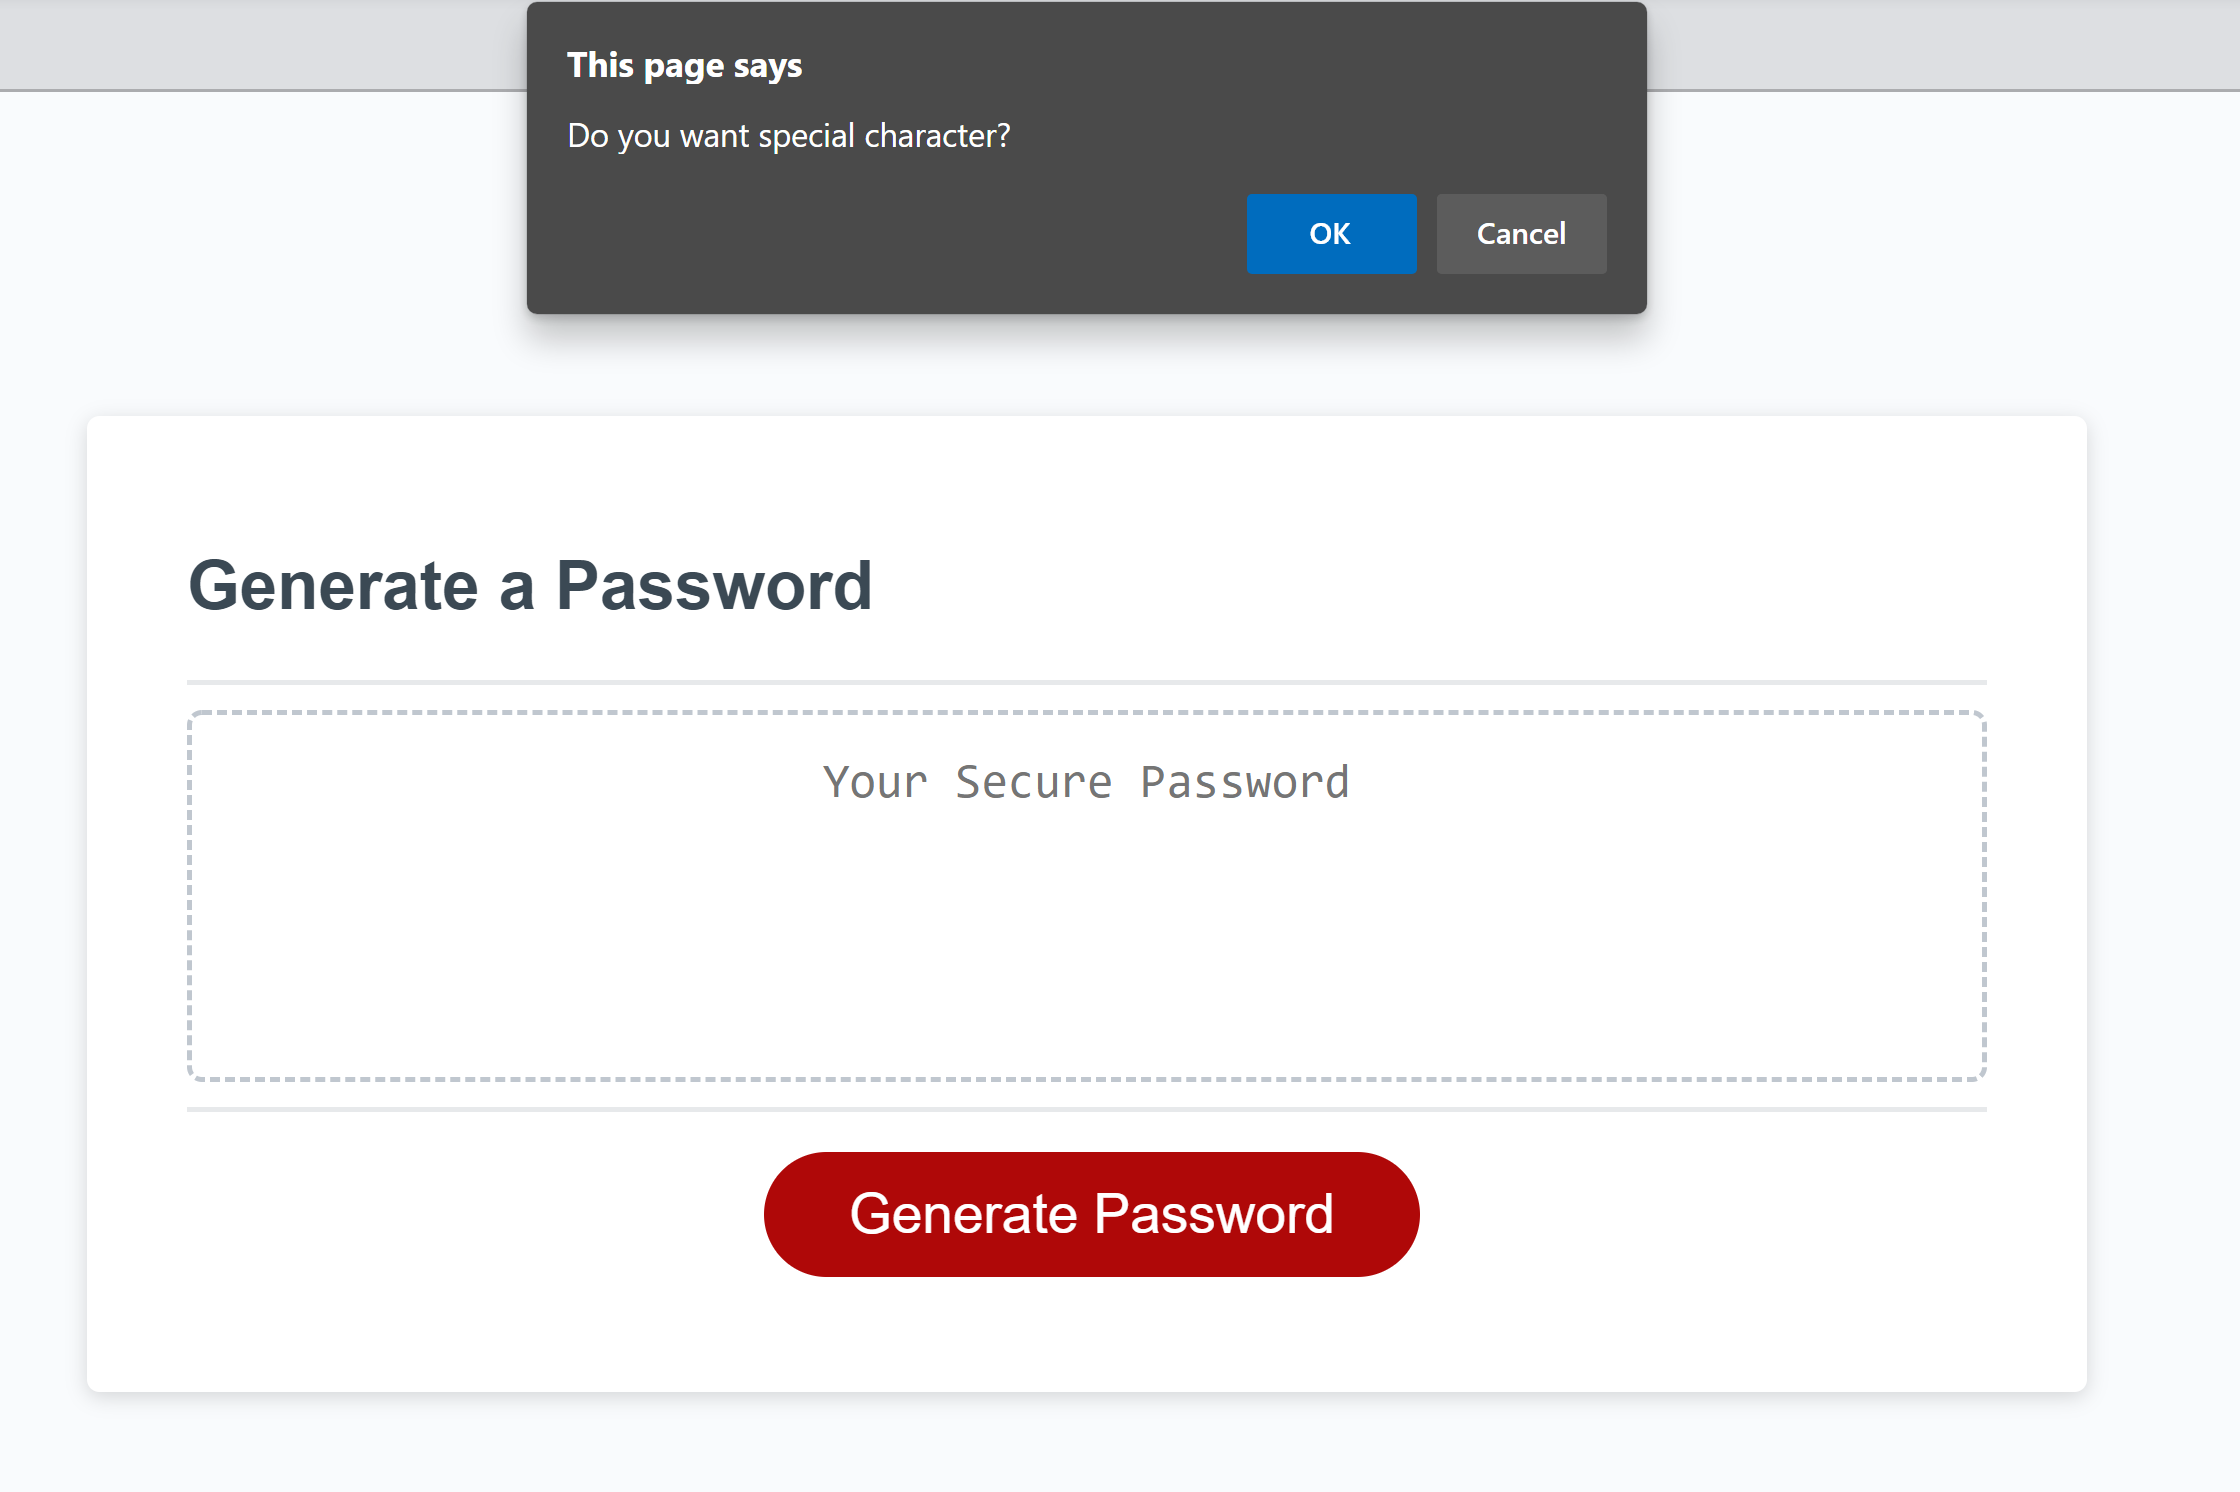 This page says
Do you want special character?
OK
Cancel
Generate a Password
Your Secure Password
Generate Password